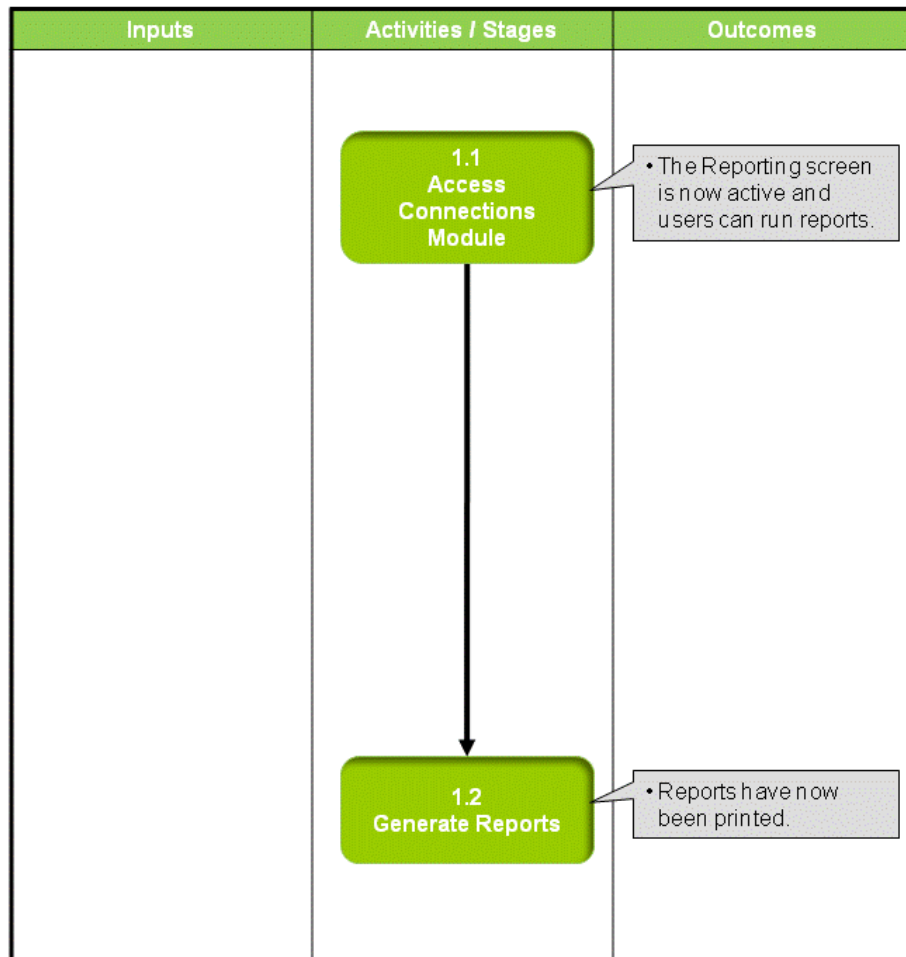 Inputs
Activities / Stages
Outcomes
1.1
Access
Connections
Module
• The Reporting screen
is now active and
users can run reports.
1.2
Generate Reports
• Reports have now
been printed.